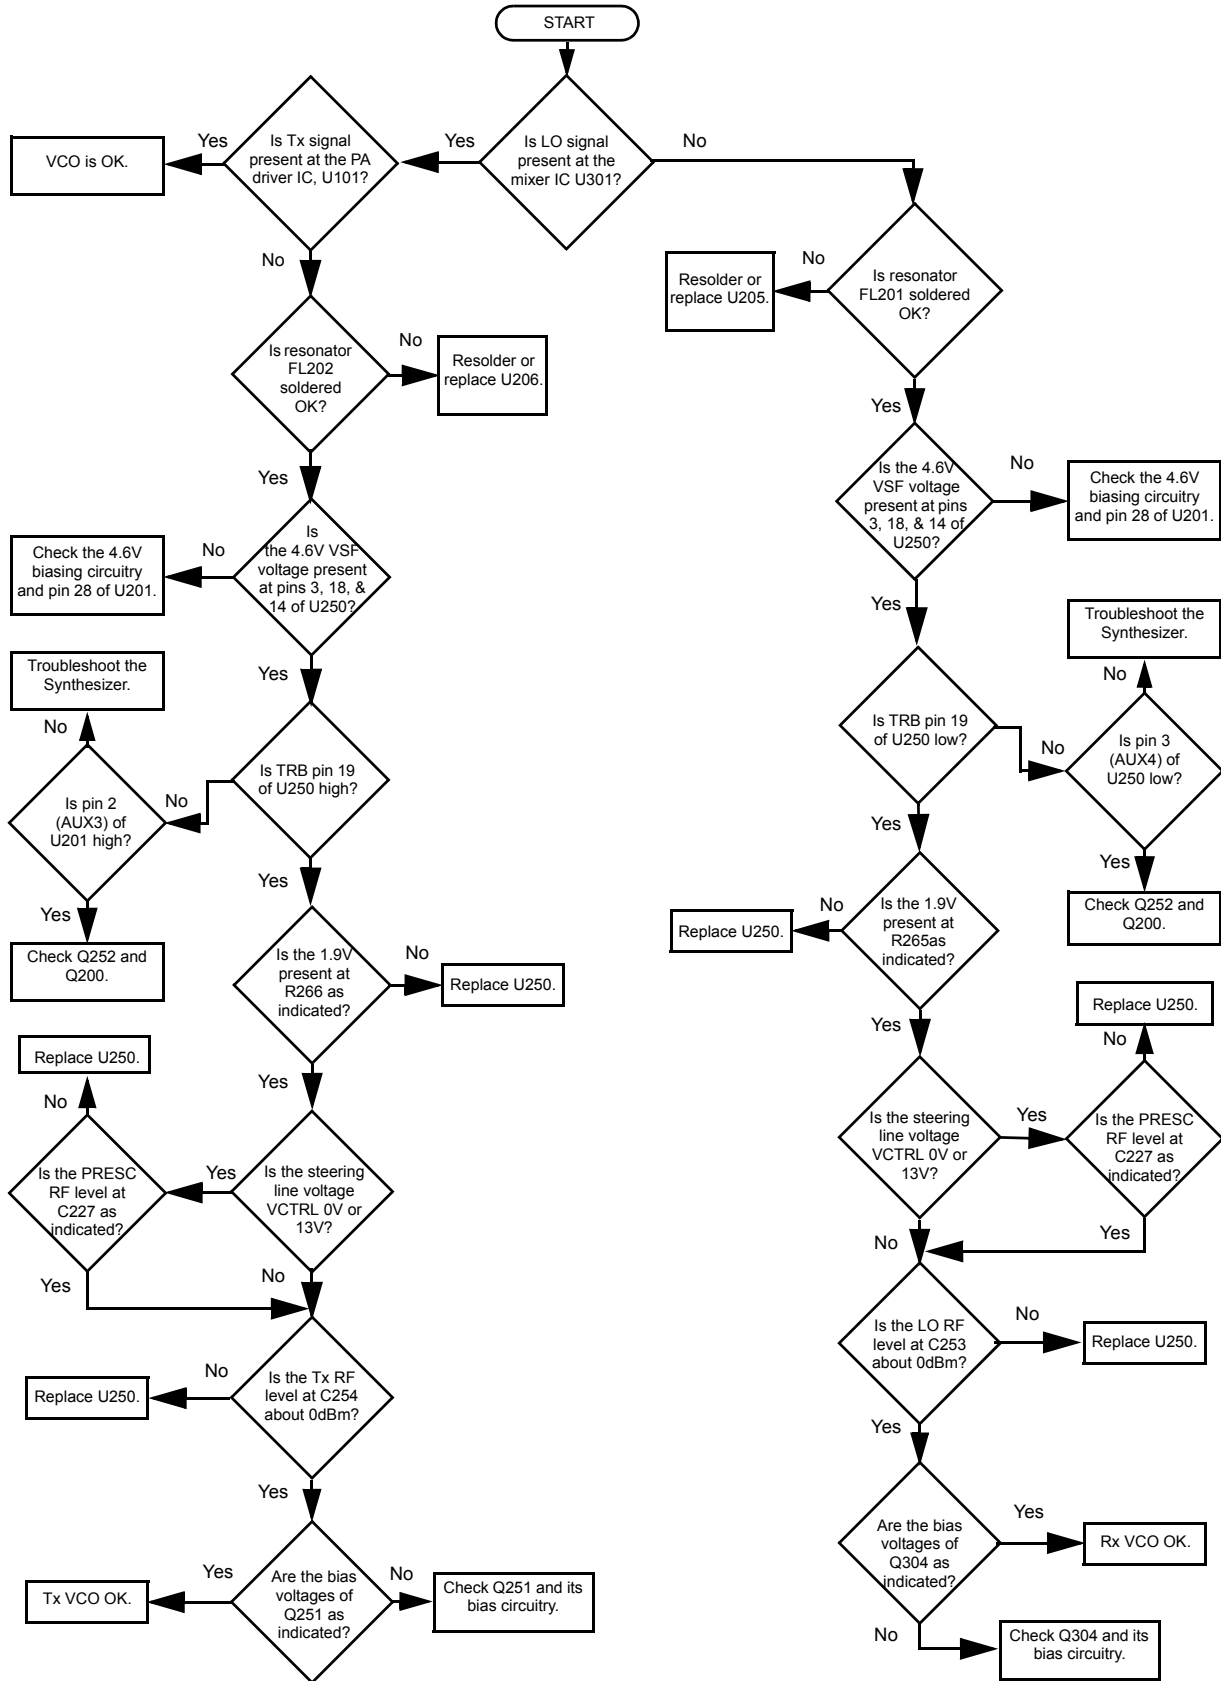 START
Is Tx signal
present at the PA
driver IC, U101?
Yes
VCO is OK.
Yes
Is LO signal
present at the
mixer IC U301?
No
No
Is resonator
FL202
soldered
OK?
No
Resolder or
replace U206.
Yes
Is
the 4.6V VSF
voltage present
at pins 3, 18, &
14 of U250?
No
Check the 4.6V
biasing circuitry
and pin 28 of U201.
Yes
Is TRB pin 19
of U250 high?
No
Is pin 2
(AUX3) of
U201 high?
No
Troubleshoot the
Synthesizer.
Yes
Check Q252 and
Q200.
Yes
Is the 1.9V
present at
R266 as
indicated?
No
Replace U250.
Yes
Is the steering
line voltage
VCTRL 0V or
13V?
Yes
Is the PRESC
RF level at
C227 as
indicated?
No
Replace U250.
Yes
No
Is the Tx RF
level at C254
about 0dBm?
No
Replace U250.
Yes
Are the bias
voltages of
Q251 as
indicated?
Yes
Tx VCO OK.
No
Check Q251 and its
bias circuitry.
Is resonator
FL201 soldered
OK?
No
Resolder or
replace U205.
Yes
Is the 4.6V
VSF voltage
present at pins
3, 18, & 14 of
U250?
No
Check the 4.6V
biasing circuitry
and pin 28 of U201.
Yes
Is TRB pin 19
of U250 low?
No
Is pin 3
(AUX4) of
U250 low?
No
Troubleshoot the
Synthesizer.
Yes
Check Q252 and
Q200.
Yes
Is the 1.9V
present at
R265as
indicated?
No
Replace U250.
Yes
Is the steering
line voltage
VCTRL 0V or
13V?
Yes
Is the PRESC
RF level at
C227 as
indicated?
No
Replace U250.
Yes
No
Is the LO RF
level at C253
about 0dBm?
No
Replace U250.
Yes
Are the bias
voltages of
Q304 as
indicated?
Yes
Rx VCO OK.
No
Check Q304 and its
bias circuitry.